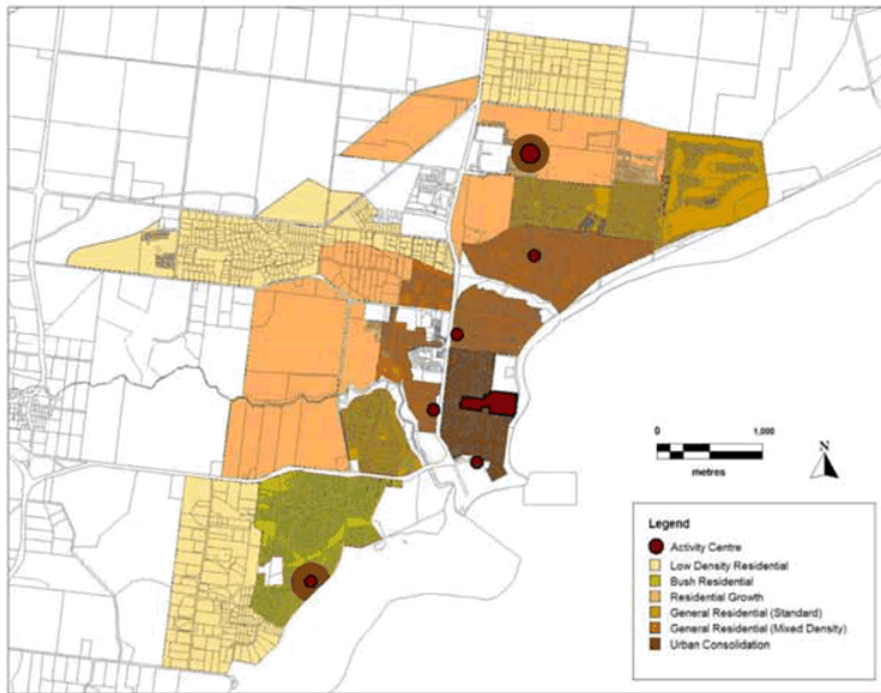 0 1,000
metres
N
Legend
Activity Centre
Low Density Residential
Bush Residential
Residential Growth
General Residential (Standard)
General Residential (Mixed Density)
Urban Consolidation